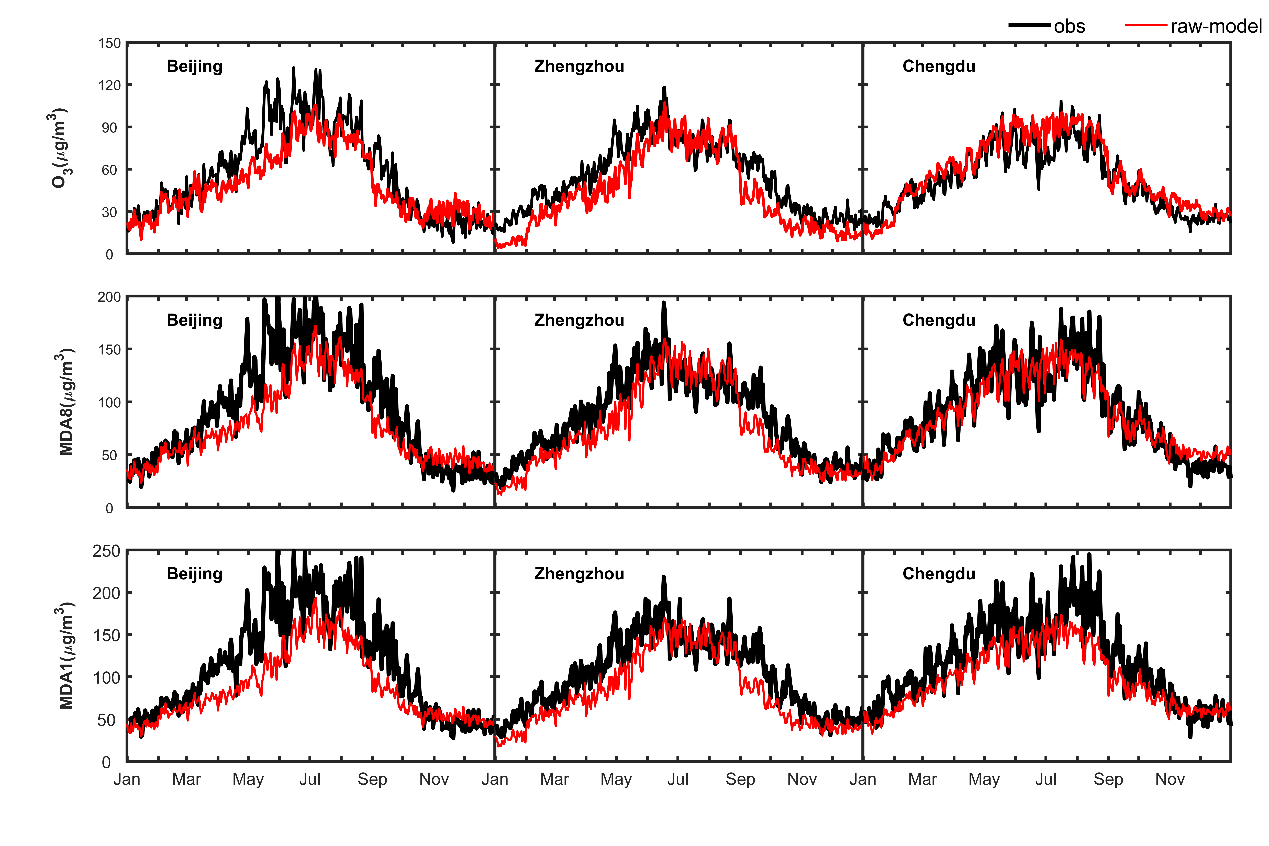 obs raw-model
150
120
90
60
30
0
O3(μg/m3)
Beijing Zhengzhou Chengdu
200
150
100
50
0
MDA8(μg/m3)
Beijing Zhengzhou Chengdu
250
200
150
100
50
0
MDA1(μg/m3)
Beijing Zhengzhou Chengdu
Jan Mar May Jul Sep Nov Jan Mar May Jul Sep Nov Jan Mar May Jul Sep Nov